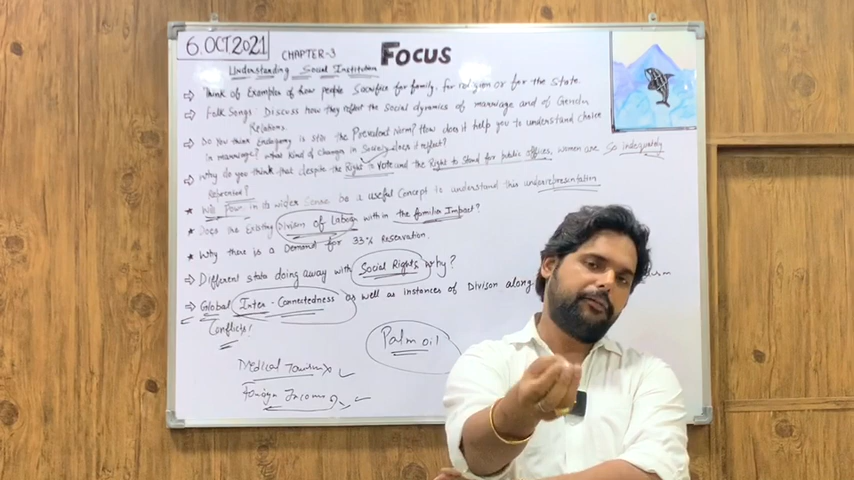 6.OCT2021
CHAPTER-3
FOCUS
Understanding Social Institution
⇨ Think of Examples of how people Sacrifice for family. For religion or for the State
⇨ Folk Songs Discuss how they reflect the social dynamics of marriage and of Gender
Relations.
⇨ Do You think Endogamy is still the Prevalent Norm? How does it help you to understand choice
in marriage? What kind of changes in Society does it reflect?
⇨ Why do you think that despite the Right to Vote and the Right to Stand for public offices, women are So
★ Will in its wider Sense be a useful Concept to understand this underrepresentation
★ Does the Existing Division of Labour within the Impact?
★ Why there is a Demand for 33% Reservation.
⇨ Different state doing away with Social Rights why?
⇨ Global Inter-Connectedness as well as instances of Divison along
Conflicts!
Palm oil
Medical Tourism
Foreign Income